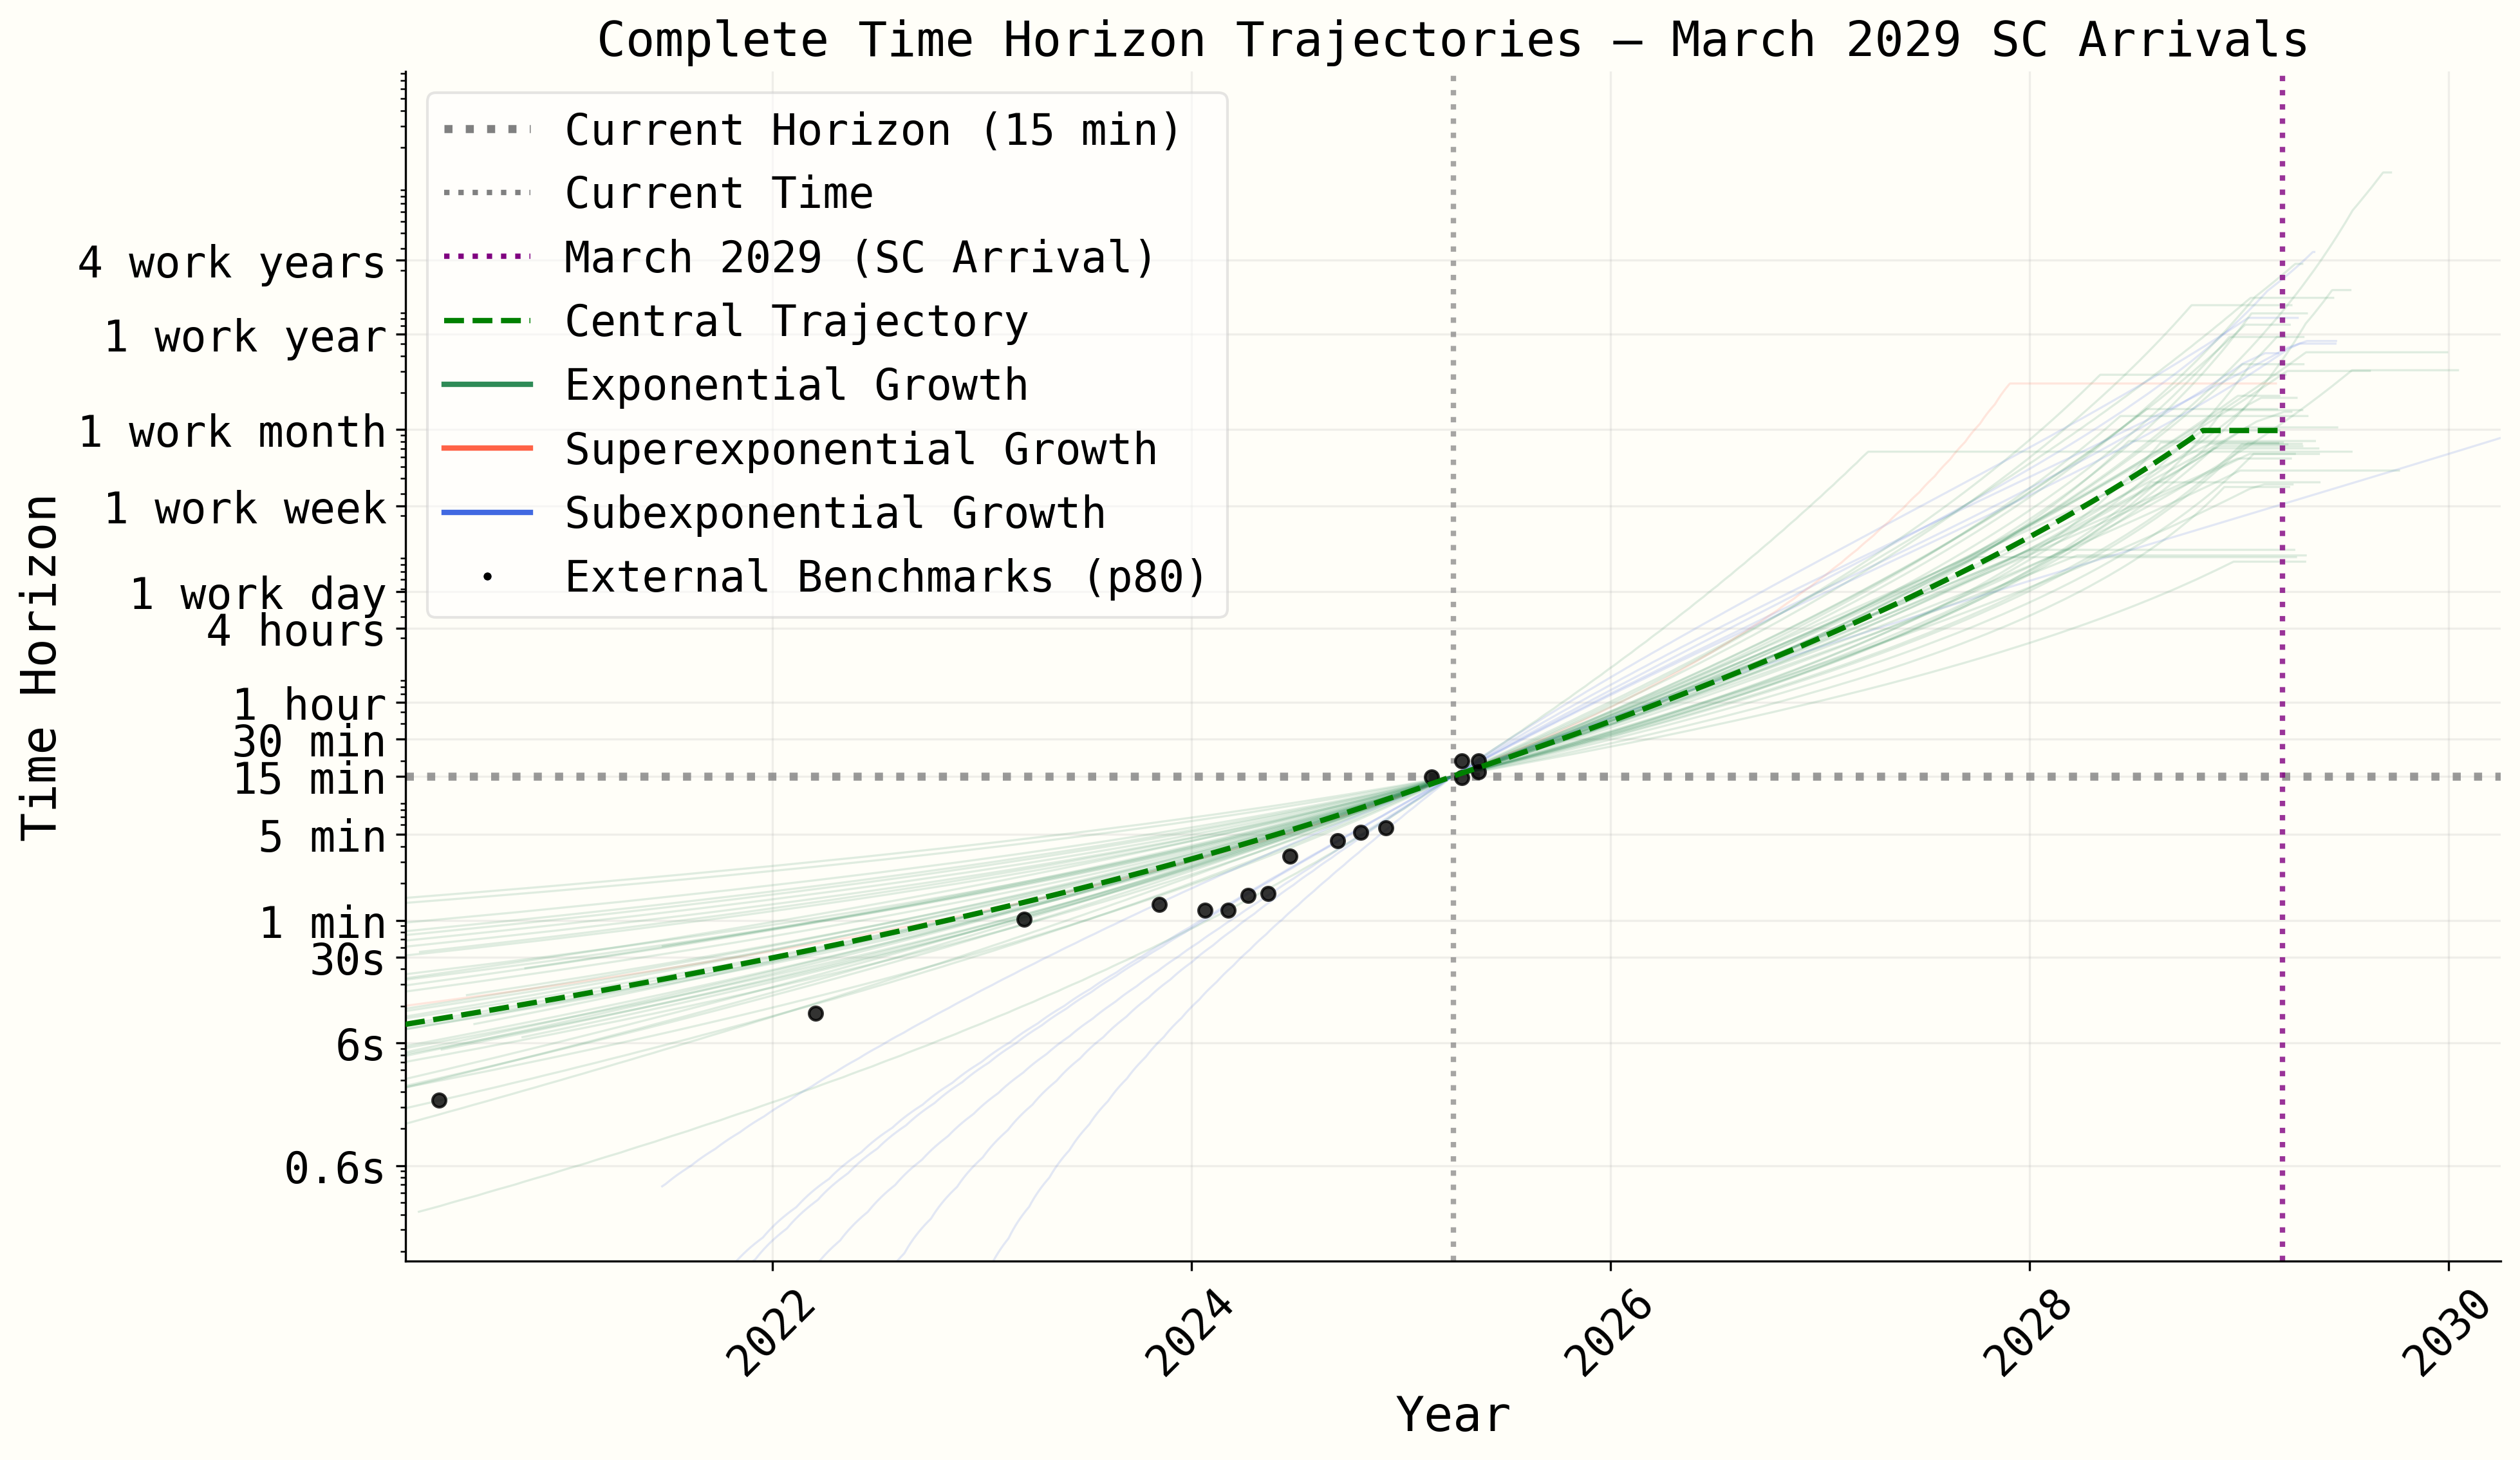 Complete Time Horizon Trajectories — March 2029 SC Arrivals
Current Horizon (15 min)
Current Time
March 2029 (SC Arrival)
Central Trajectory
Exponential Growth
Superexponential Growth
Subexponential Growth
External Benchmarks (p80)
Time Horizon
4 work years
1 work year
1 work month
1 work week
1 work day
4 hours
1 hour
30 min
15 min
5 min
1 min
30s
6s
0.6s
2022
2024
2026
2028
2030
Year